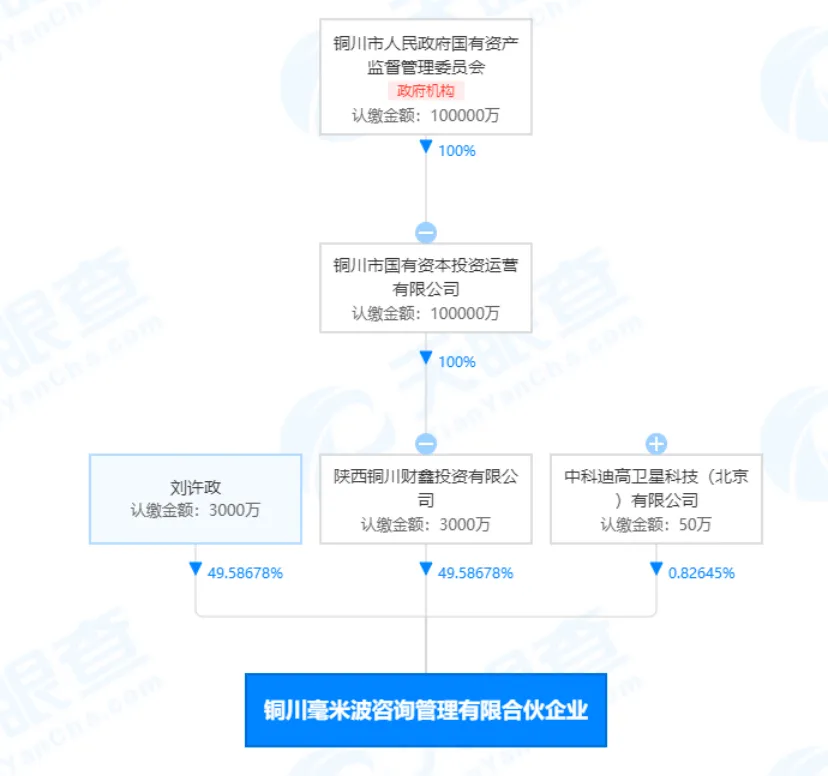 铜川市人民政府国有资产
监督管理委员会
政府机构
认缴金额：100000万
100%
铜川市国有资本投资运营
有限公司
认缴金额：100000万
100%
刘许政
认缴金额：3000万
陕西铜川财鑫投资有限公
司
认缴金额：3000万
中科迪高卫星科技（北京
）有限公司
认缴金额：50万
49.58678%
49.58678%
0.82645%
铜川毫米波咨询管理有限合伙企业
天眼查
TianYanCha.com